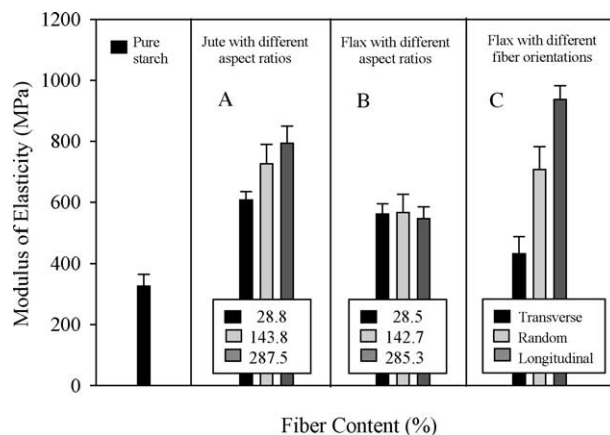 Pure
starch
Jute with different
aspect ratios
Flax with different
aspect ratios
Flax with different
fiber orientations
A
B
C
1200
1000
800
600
400
200
0
Modulus of Elasticity (MPa)
28.8
143.8
287.5
28.5
142.7
285.3
Transverse
Random
Longitudinal
Fiber Content (%)